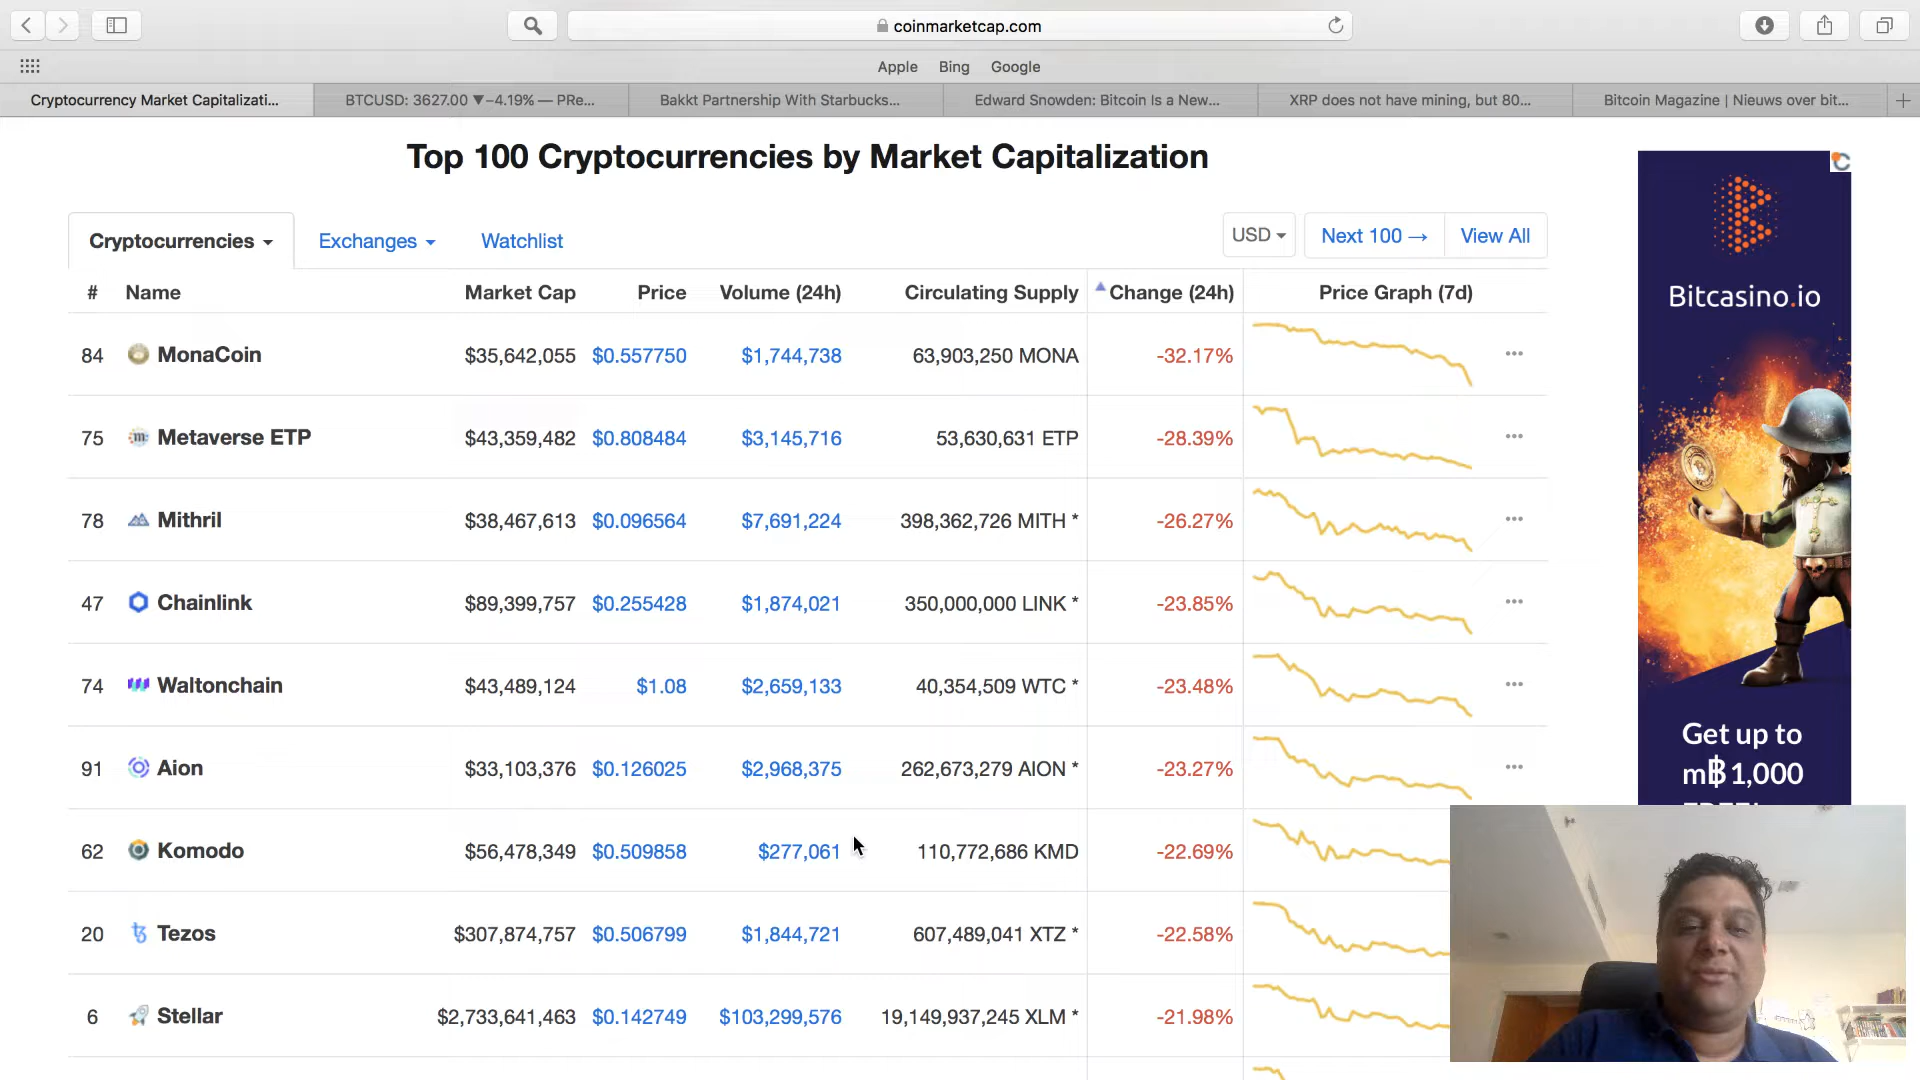 coinmarketcap.com
Apple Bing Google
Cryptocurrency Market Capitalizati...
BTCUSD: 3627.00 ▼−4.19% — PRe...
Bakkt Partnership With Starbucks...
Edward Snowden: Bitcoin Is a New...
XRP does not have mining, but 80...
Bitcoin Magazine | Nieuws over bit...
Top 100 Cryptocurrencies by Market Capitalization
Cryptocurrencies Exchanges Watchlist USD Next 100 → View All
# Name Market Cap Price Volume (24h) Circulating Supply Change (24h) Price Graph (7d)
84 MonaCoin $35,642,055 $0.557750 $1,744,738 63,903,250 MONA -32.17%
75 Metaverse ETP $43,359,482 $0.808484 $3,145,716 53,630,631 ETP -28.39%
78 Mithril $38,467,613 $0.096564 $7,691,224 398,362,726 MITH * -26.27%
47 Chainlink $89,399,757 $0.255428 $1,874,021 350,000,000 LINK * -23.85%
74 Waltonchain $43,489,124 $1.08 $2,659,133 40,354,509 WTC * -23.48%
91 Aion $33,103,376 $0.126025 $2,968,375 262,673,279 AION * -23.27%
62 Komodo $56,478,349 $0.509858 $277,061 110,772,686 KMD -22.69%
20 Tezos $307,874,757 $0.506799 $1,844,721 607,489,041 XTZ * -22.58%
6 Stellar $2,733,641,463 $0.142749 $103,299,576 19,149,937,245 XLM * -21.98%
Bitcasino.io
Get up to
m₿1,000